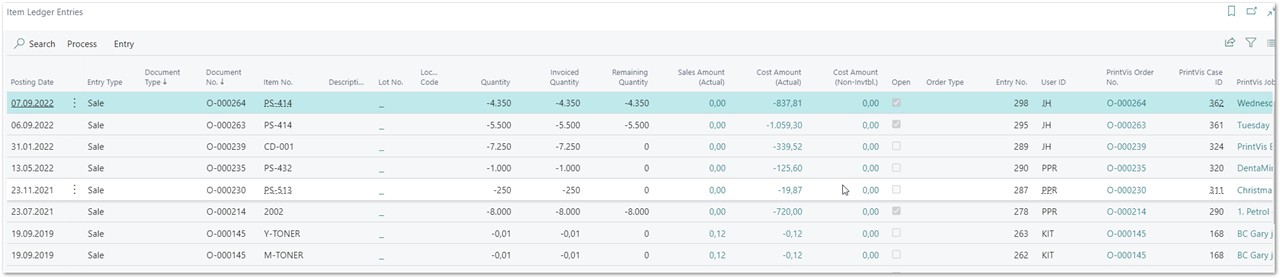 Item Ledger Entries
Search Process Entry
Posting Date Entry Type Document Type ↓ Document No. ↓ Item No. Descripti... Lot No. Loc... Code Quantity Invoiced Quantity Remaining Quantity Sales Amount (Actual) Cost Amount (Actual) Cost Amount (Non-Invtbl.) Open Order Type Entry No. User ID PrintVis Order No. PrintVis Case ID PrintVis Job
07.09.2022 Sale O-000264 PS-414 _ -4.350 -4.350 -4.350 0,00 -837,81 0,00 298 JH O-000264 362 Wednesd
06.09.2022 Sale O-000263 PS-414 _ -5.500 -5.500 -5.500 0,00 -1.059,30 0,00 295 JH O-000263 361 Tuesday
31.01.2022 Sale O-000239 CD-001 _ -7.250 -7.250 0 0,00 -339,52 0,00 289 JH O-000239 324 PrintVis B
13.05.2022 Sale O-000235 PS-432 _ -1.000 -1.000 0 0,00 -125,60 0,00 290 PPR O-000235 320 DentaMin
23.11.2021 Sale O-000230 PS-513 _ -250 -250 0 0,00 -19,87 0,00 287 PPR O-000230 311 Christma
23.07.2021 Sale O-000214 2002 _ -8.000 -8.000 -8.000 0,00 -720,00 0,00 278 PPR O-000214 290 1. Petrol
19.09.2019 Sale O-000145 Y-TONER _ -0,01 -0,01 0 0,12 -0,12 0,00 263 KIT O-000145 168 BC Gary j
19.09.2019 Sale O-000145 M-TONER _ -0,01 -0,01 0 0,12 -0,12 0,00 262 KIT O-000145 168 BC Gary j